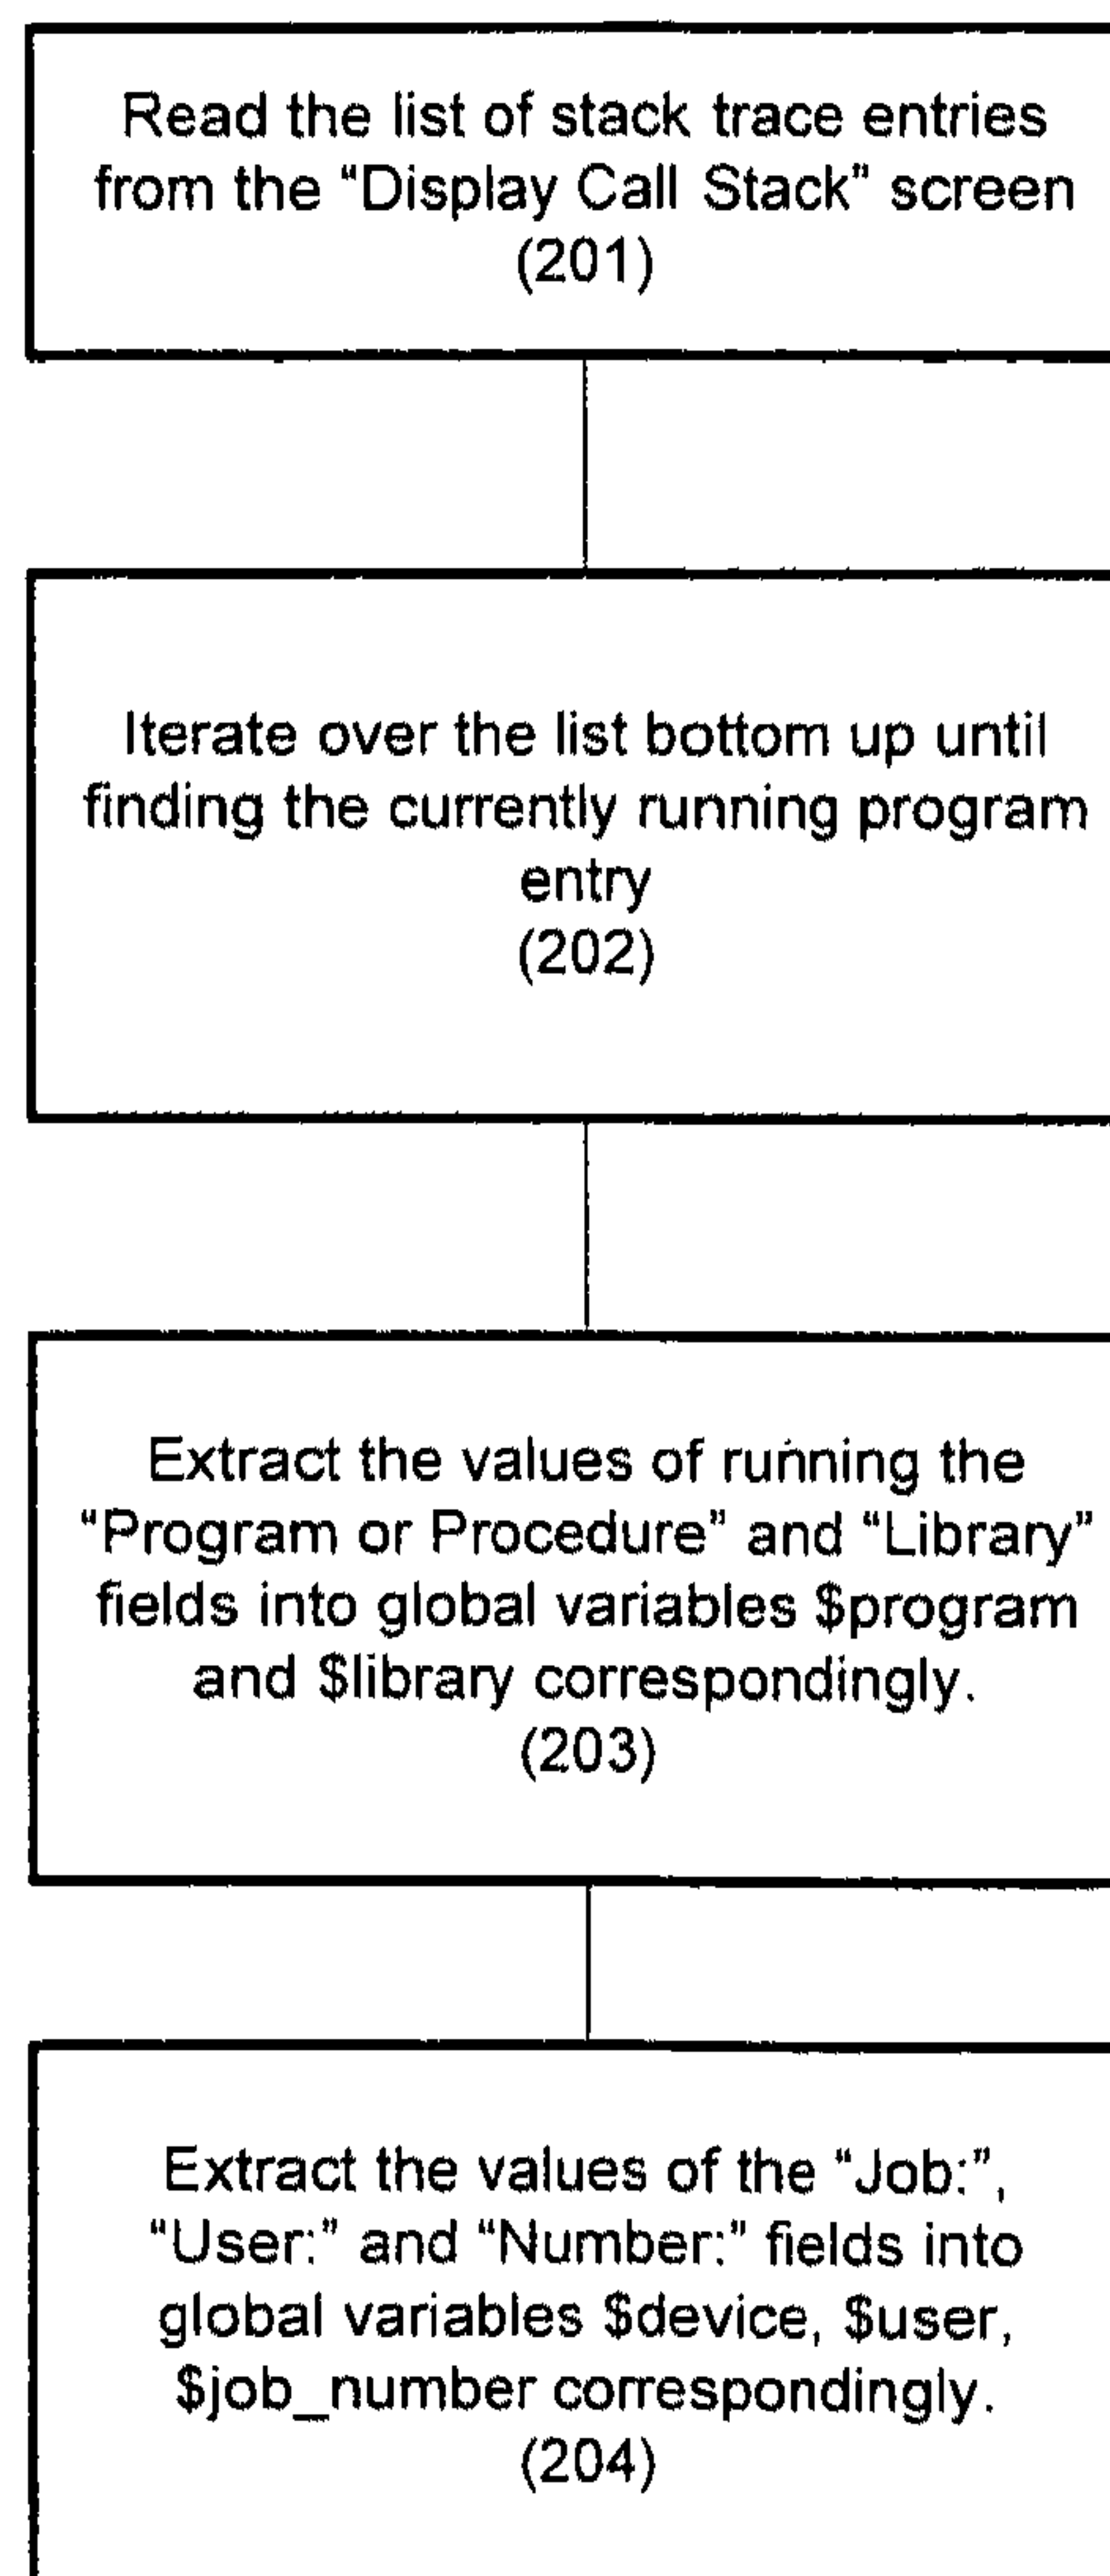 Read the list of stack trace entries
from the “Display Call Stack” screen
(201)
Iterate over the list bottom up until
finding the currently running program
entry
(202)
Extract the values of running the
“Program or Procedure” and “Library”
fields into global variables $program
and $library correspondingly.
(203)
Extract the values of the “Job:”,
“User:” and “Number:” fields into
global variables $device, $user,
$job_number correspondingly.
(204)